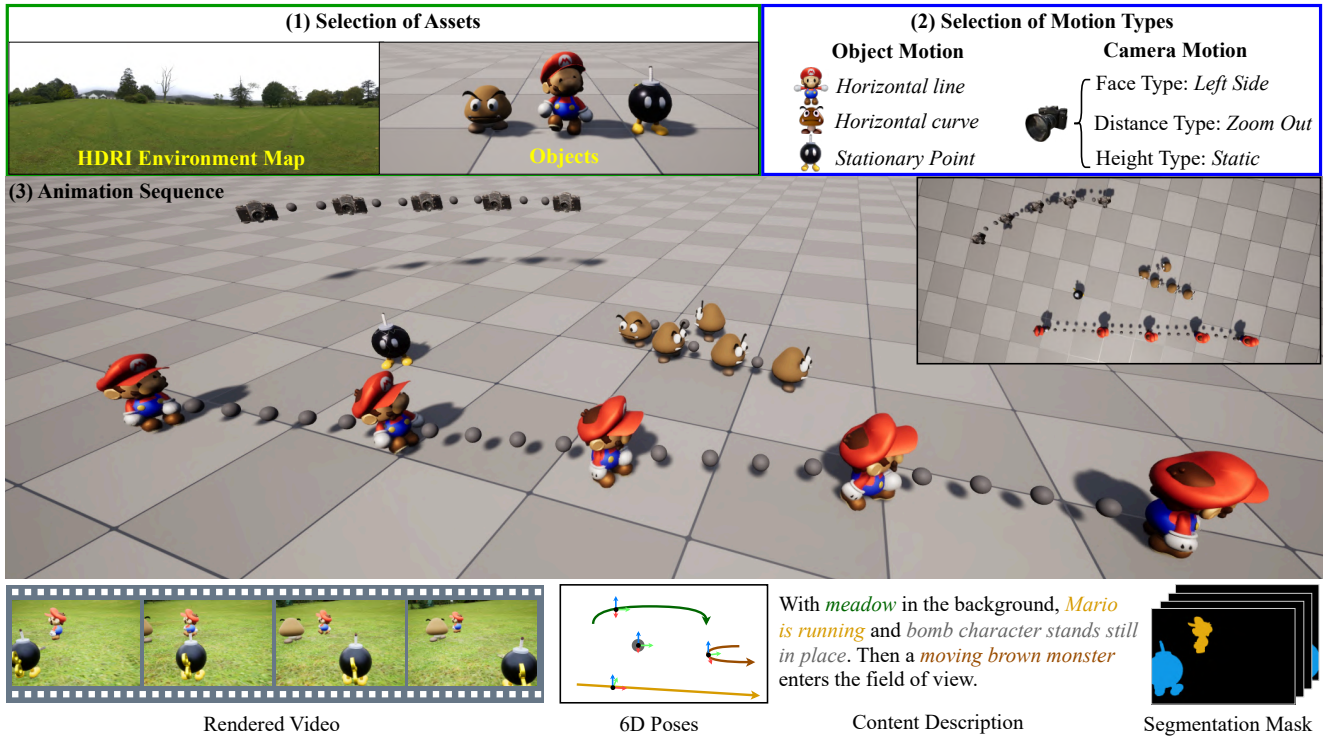 (1) Selection of Assets
HDRI Environment Map
Objects
(2) Selection of Motion Types
Object Motion
Horizontal line
Horizontal curve
Stationary Point
Camera Motion
Face Type: Left Side
Distance Type: Zoom Out
Height Type: Static
(3) Animation Sequence
With meadow in the background, Mario
is running and bomb character stands still
in place. Then a moving brown monster
enters the field of view.
Rendered Video
6D Poses
Content Description
Segmentation Mask